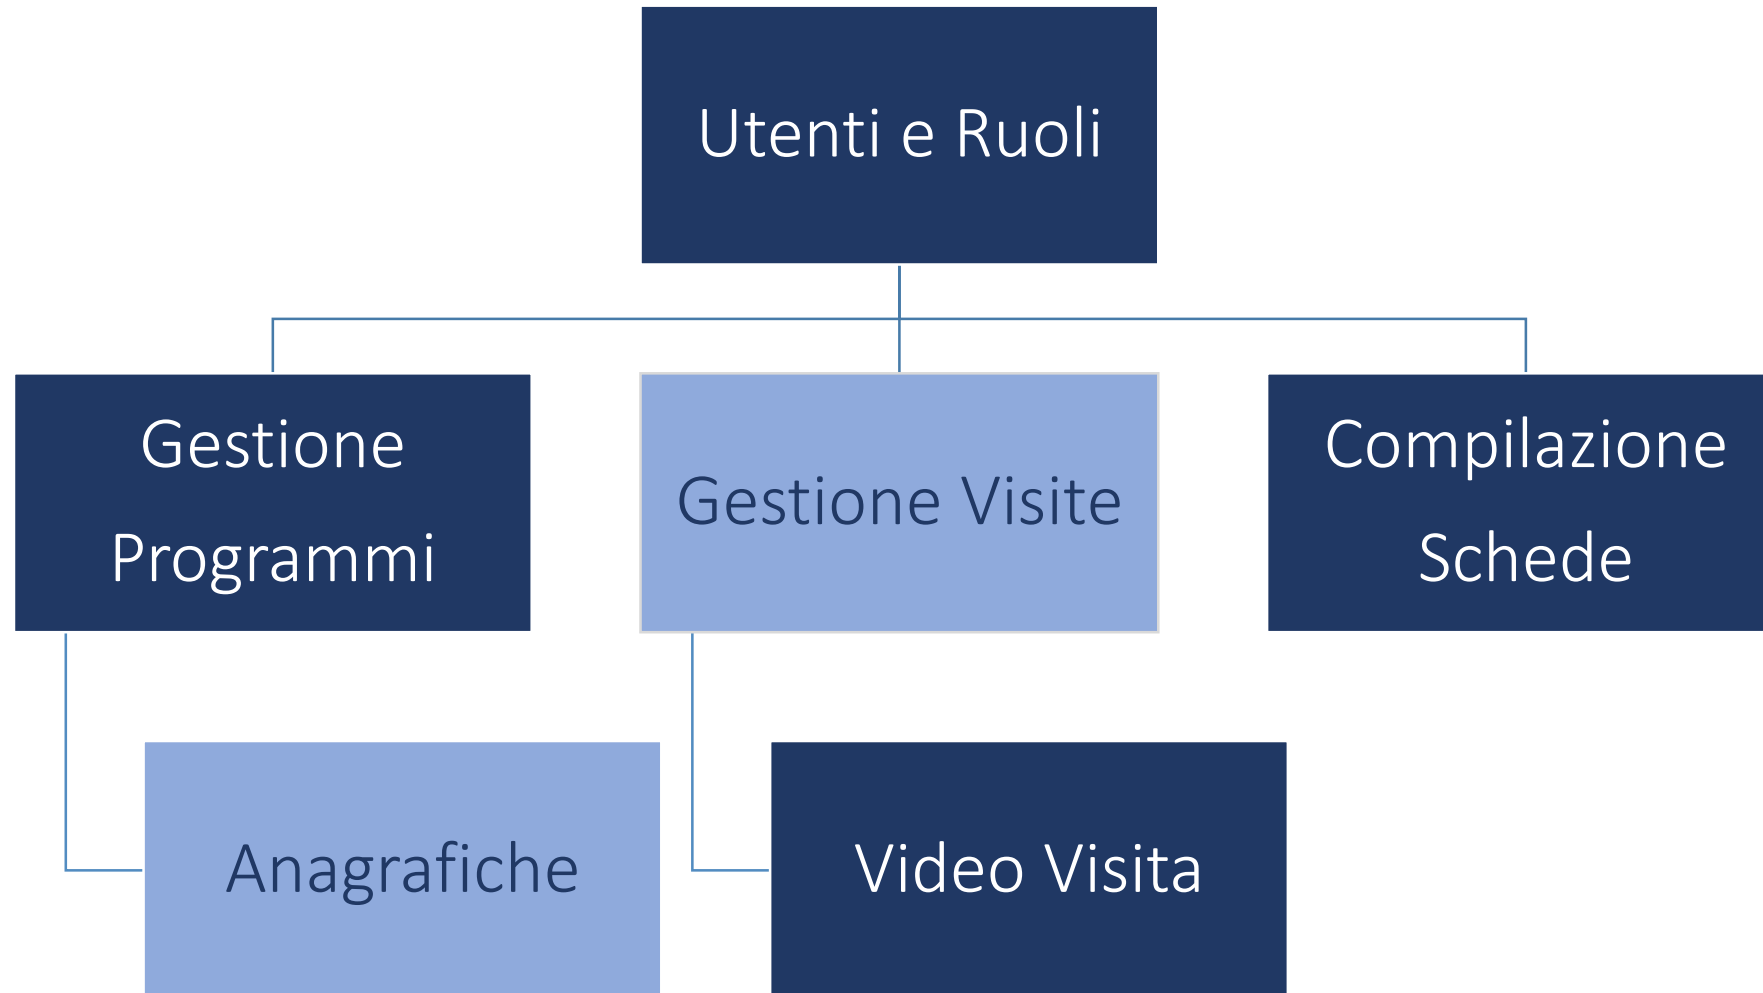 Utenti e Ruoli
Gestione
Programmi
Gestione Visite
Compilazione
Schede
Anagrafiche
Video Visita